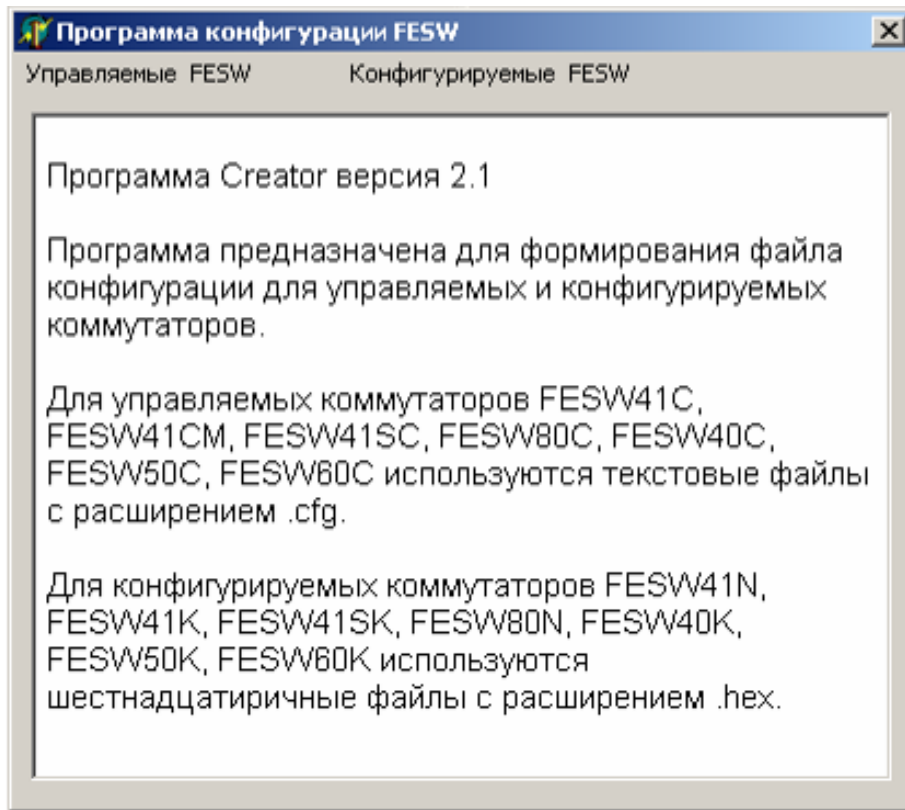 Программа конфигурации FESW
Управляемые FESW Конфигурируемые FESW
Программа Creator версия 2.1
Программа предназначена для формирования файла
конфигурации для управляемых и конфигурируемых
коммутаторов.
Для управляемых коммутаторов FESW41C,
FESW41CM, FESW41SC, FESW80C, FESW40C,
FESW50C, FESW60C используются текстовые файлы
с расширением .cfg.
Для конфигурируемых коммутаторов FESW41N,
FESW41K, FESW41SK, FESW80N, FESW40K,
FESW50K, FESW60K используются
шестнадцатиричные файлы с расширением .hex.